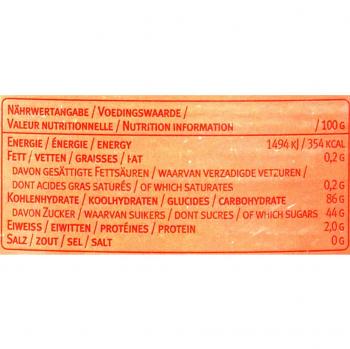 NÄHRWERTANGABE / VOEDINGSWAARDE /
VALEUR NUTRITIONNELLE / NUTRITION INFORMATION / 100 G
ENERGIE / ÉNERGIE / ENERGY 1494 KJ / 354 KCAL
FETT / VETTEN / GRAISSES / FAT 0,2 G
DAVON GESÄTTIGTE FETTSÄUREN / WAARVAN VERZADIGDE VETZUREN /
DONT ACIDES GRAS SATURÉS / OF WHICH SATURATES 0,2 G
KOHLENHYDRATE / KOOLHYDRATEN / GLUCIDES / CARBOHYDRATE 86 G
DAVON ZUCKER / WAARVAN SUIKERS / DONT SUCRES / OF WHICH SUGARS 44 G
EIWEISS / EIWITTEN / PROTÉINES / PROTEIN 2,0 G
SALZ / ZOUT / SEL / SALT 0 G